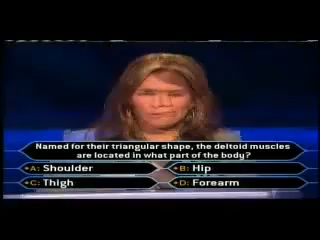 Named for their triangular shape, the deltoid muscles
are located in what part of the body?
A: Shoulder
B: Hip
C: Thigh
D: Forearm